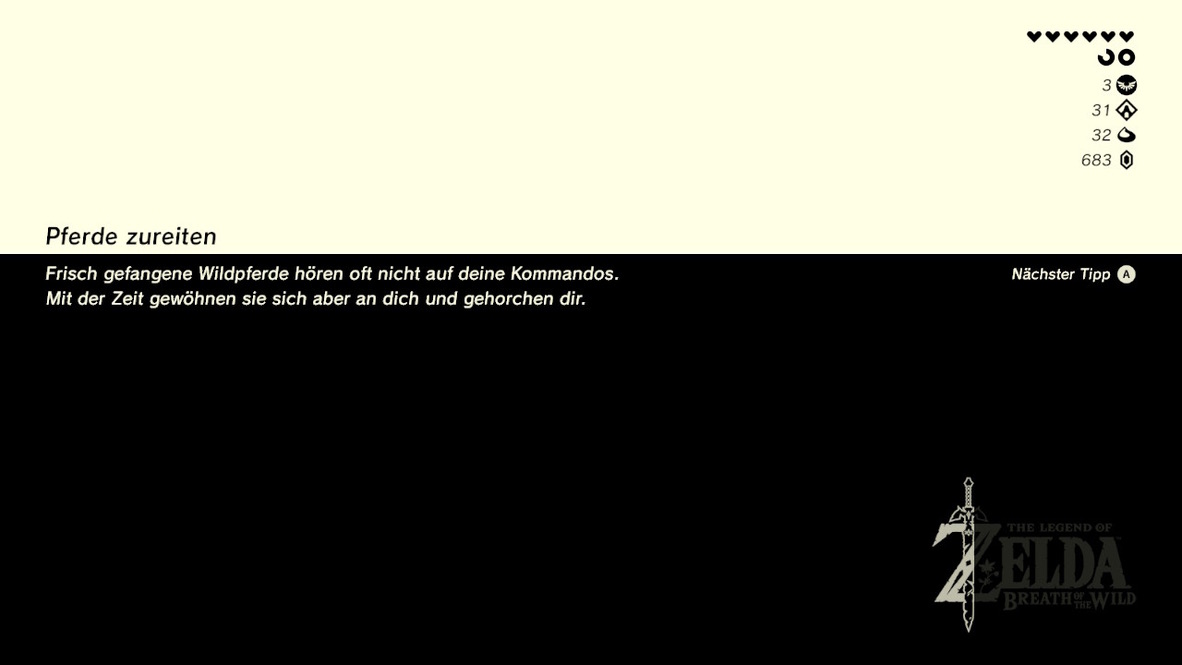 3
31
32
683
Pferde zureiten
Frisch gefangene Wildpferde hören oft nicht auf deine Kommandos.
Mit der Zeit gewöhnen sie sich aber an dich und gehorchen dir.
Nächster Tipp A
THE LEGEND OF
ZELDA
BREATH OF THE WILD